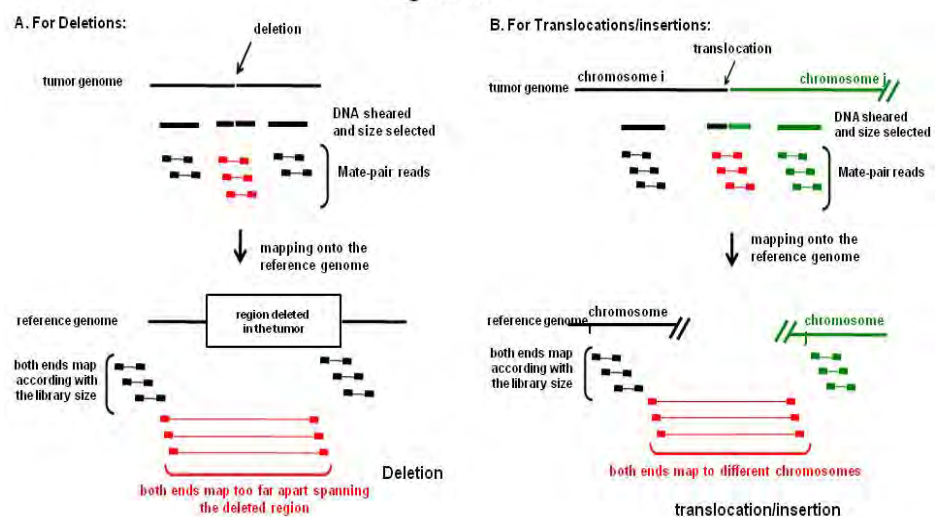 A. For Deletions:
deletion
tumor genome
DNA sheared
and size selected
Mate-pair reads
mapping onto the
reference genome
reference genome
region deleted
in the tumor
both ends map
according with
the library size
both ends map too far apart spanning
the deleted region
Deletion
B. For Translocations/insertions:
translocation
chromosome i
chromosome j
tumor genome
DNA sheared
and size selected
Mate-pair reads
mapping onto the
reference genome
reference genome
chromosome
chromosome
both ends map
according with
the library size
both ends map to different chromosomes
translocation/insertion